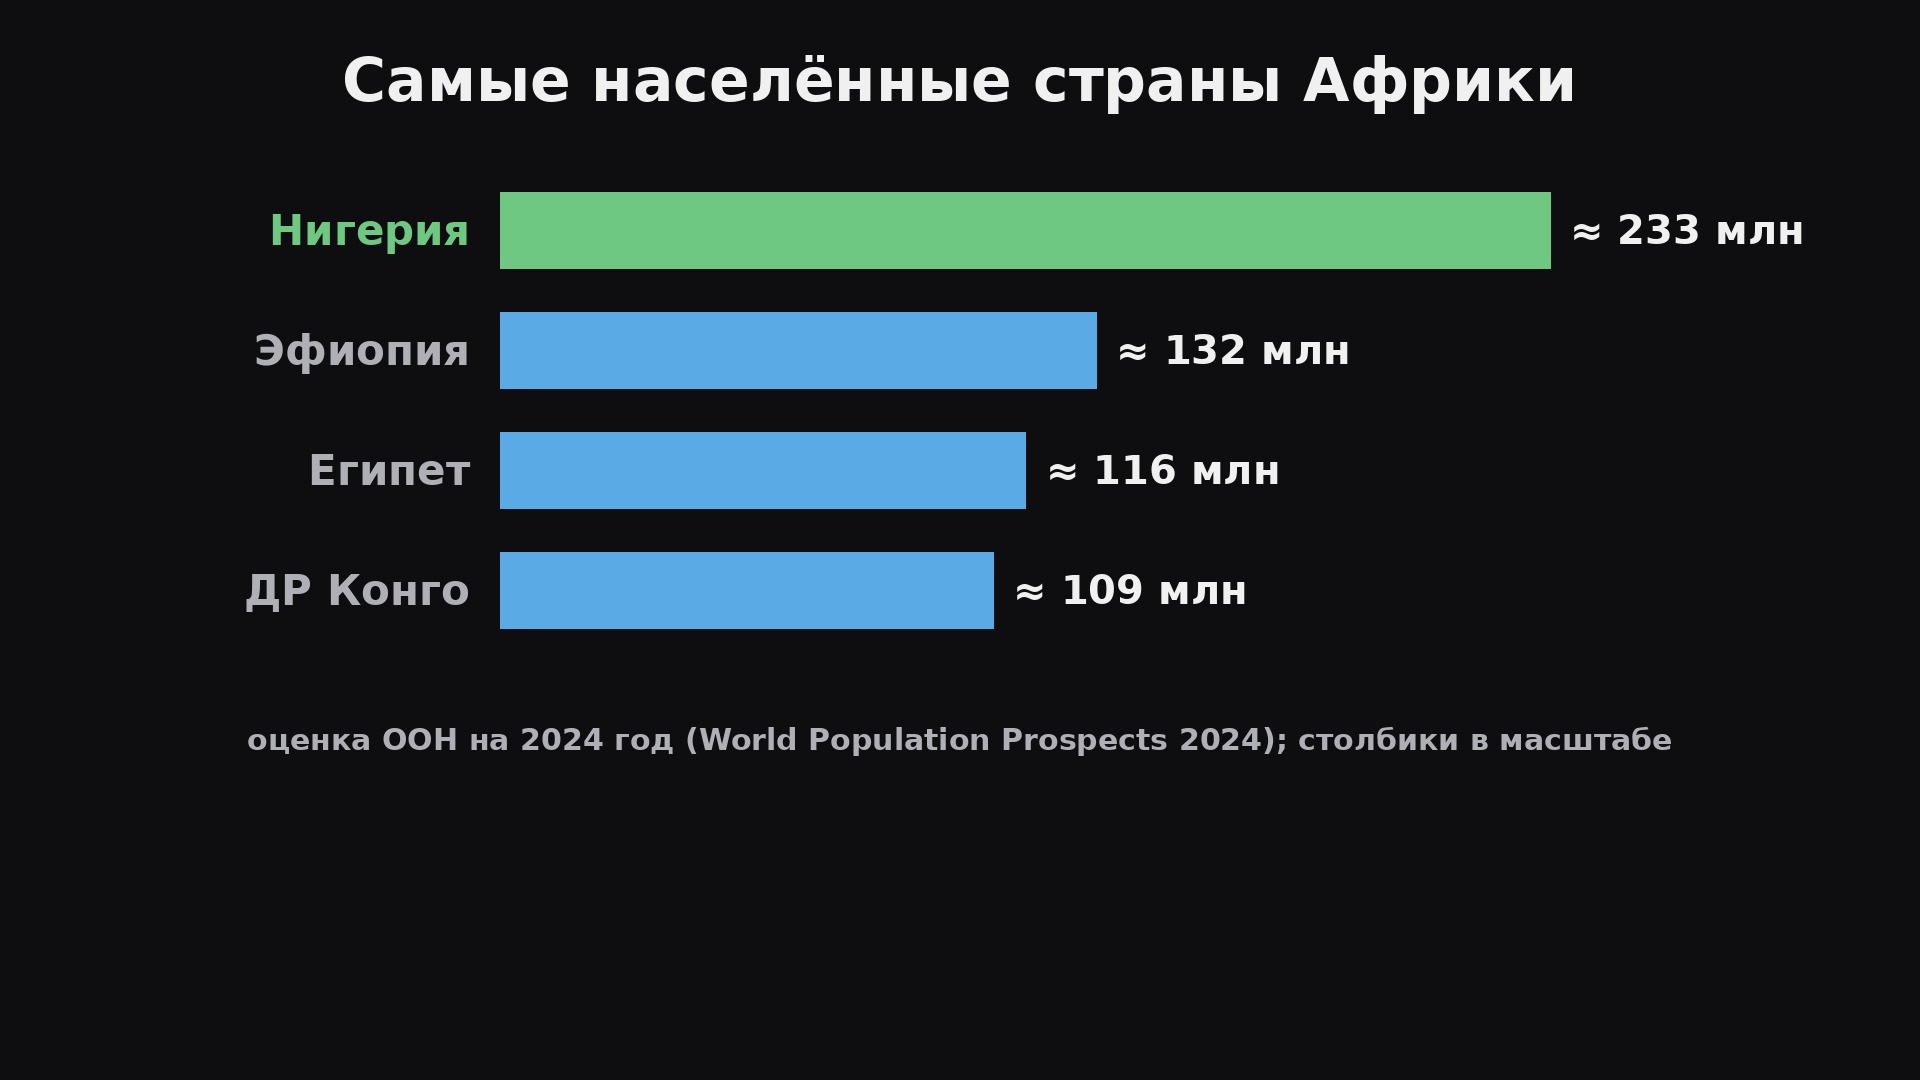 Самые населённые страны Африки
Нигерия ≈ 233 млн
Эфиопия ≈ 132 млн
Египет ≈ 116 млн
ДР Конго ≈ 109 млн
оценка ООН на 2024 год (World Population Prospects 2024); столбики в масштабе